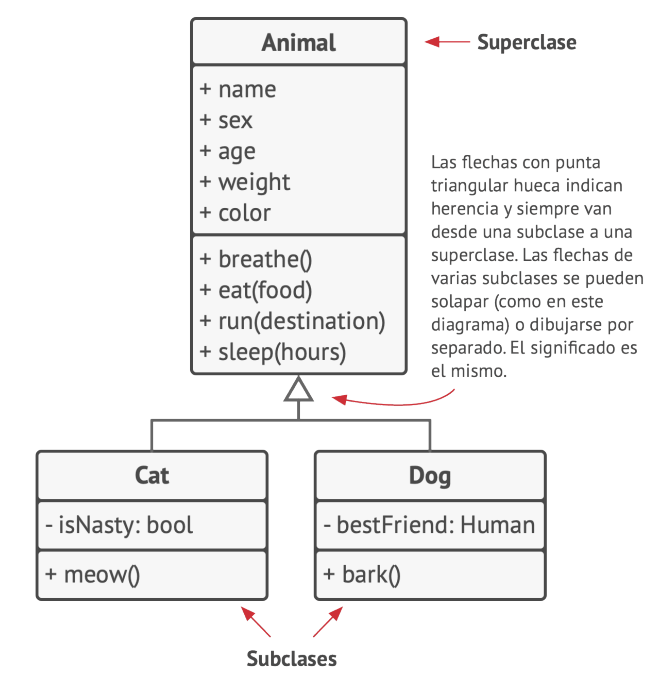 Animal
Superclase
+ name
+ sex
+ age
+ weight
+ color
+ breathe()
+ eat(food)
+ run(destination)
+ sleep(hours)
Las flechas con punta
triangular hueca indican
herencia y siempre van
desde una subclase a una
superclase. Las flechas de
varias subclases se pueden
solapar (como en este
diagrama) o dibujarse por
separado. El significado es
el mismo.
Cat
- isNasty: bool
+ meow()
Dog
- bestFriend: Human
+ bark()
Subclases